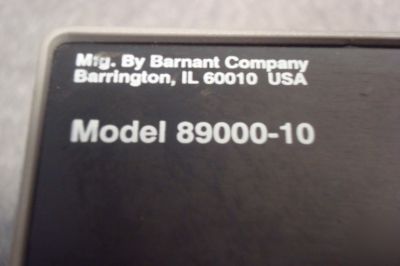 Mfg. By Barnant Company
Barrington, IL 60010 USA
Model 89000-10